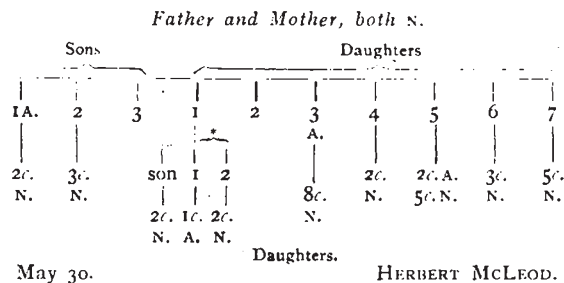 Father and Mother, both N.
Sons Daughters
1 A. 2 3 1 2 3 4 5 6 7
A.
*
2c. 3c. son 1 2 8c. 2c. 2c. A. 3c. 5c.
N. N. N. N. 5c. N. N. N.
2c. 1c. 2c.
N. A. N.
Daughters.
May 30. HERBERT MCLEOD.